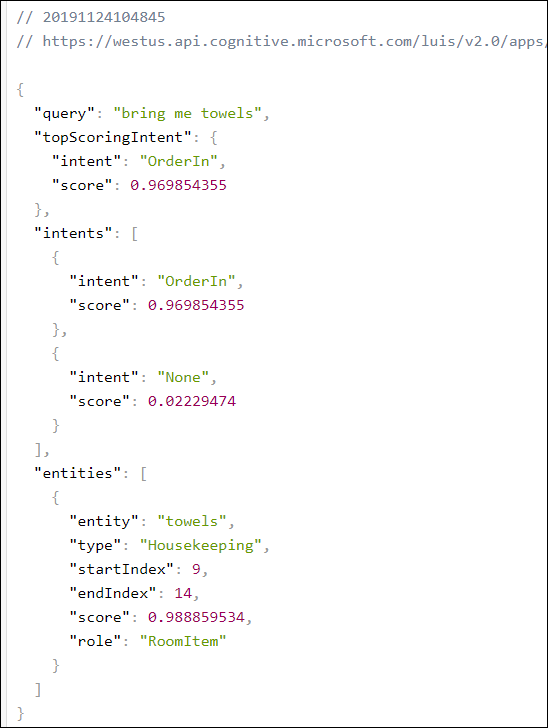 // 20191124104845
// https://westus.api.cognitive.microsoft.com/luis/v2.0/apps/
{
"query": "bring me towels",
"topScoringIntent": {
"intent": "OrderIn",
"score": 0.969854355
},
"intents": [
{
"intent": "OrderIn",
"score": 0.969854355
},
{
"intent": "None",
"score": 0.02229474
}
],
"entities": [
{
"entity": "towels",
"type": "Housekeeping",
"startIndex": 9,
"endIndex": 14,
"score": 0.988859534,
"role": "RoomItem"
}
]
}